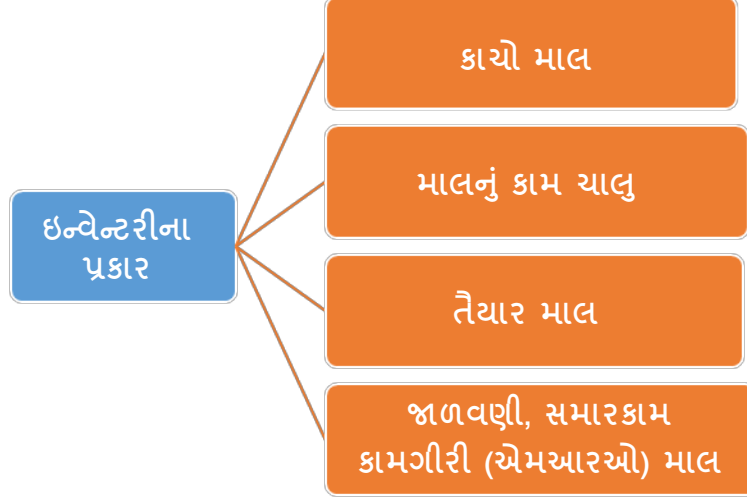 કાચો માલ
માલનું કામ ચાલુ
ઇન્વેન્ટરીના
પ્રકાર
તૈયાર માલ
જાળવણી, સમારકામ
કામગીરી (એમઆરઓ) માલ